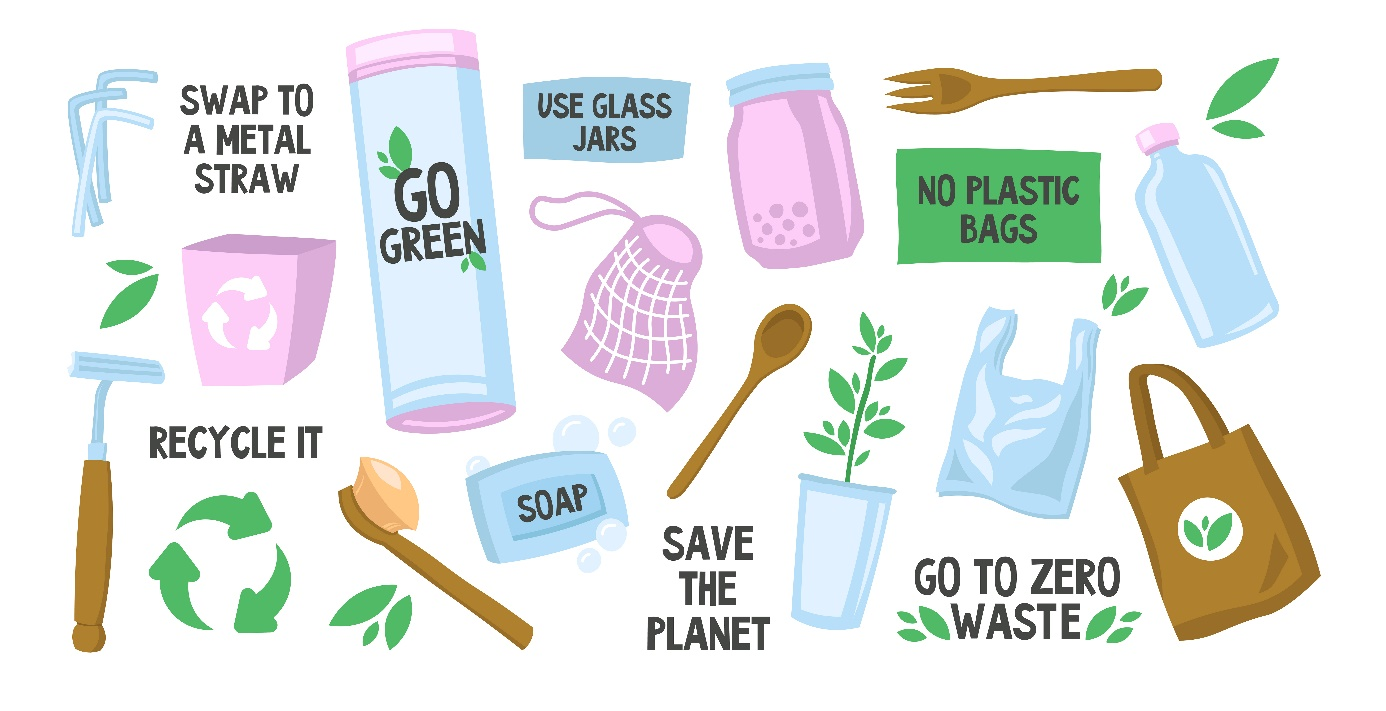 SWAP TO
A METAL
STRAW
GO
GREEN
USE GLASS
JARS
NO PLASTIC
BAGS
RECYCLE IT
SOAP
SAVE
THE
PLANET
GO TO ZERO
WASTE